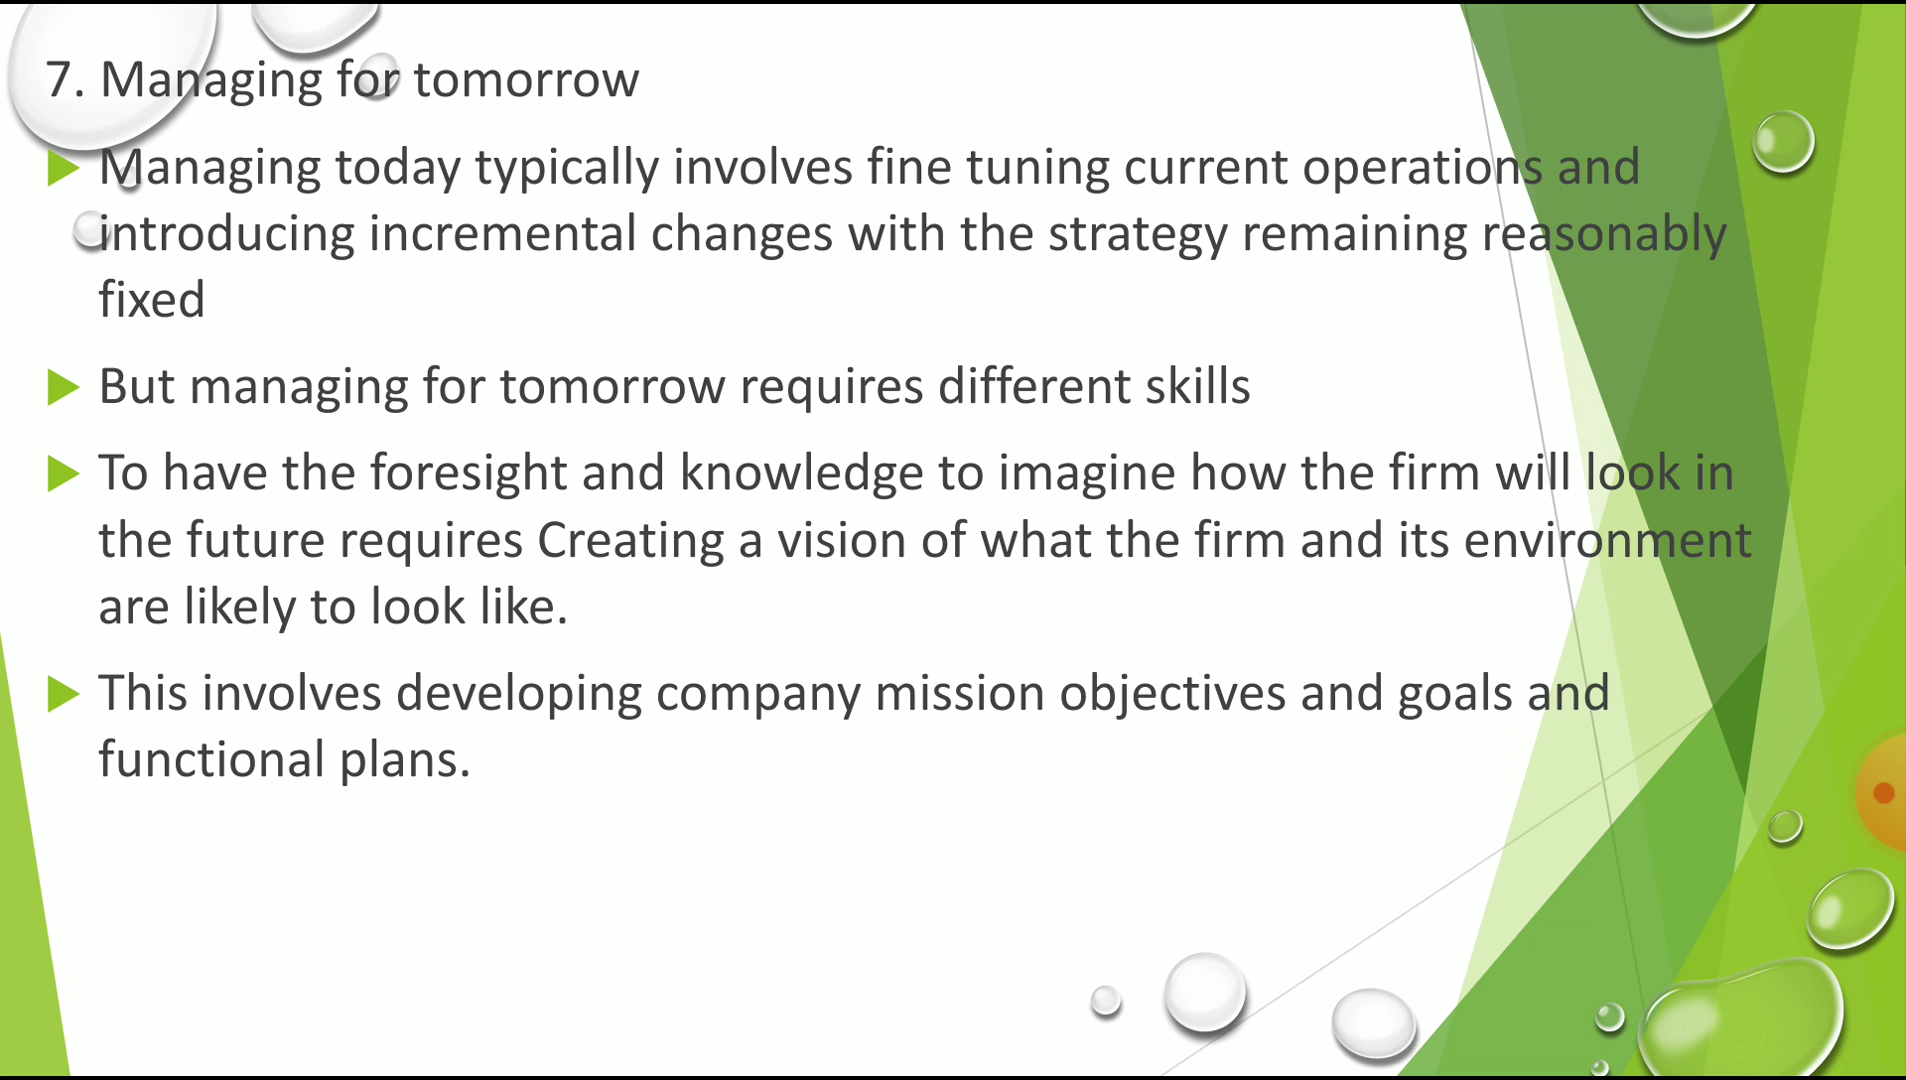 7. Managing for tomorrow
Managing today typically involves fine tuning current operations and
introducing incremental changes with the strategy remaining reasonably
fixed
But managing for tomorrow requires different skills
To have the foresight and knowledge to imagine how the firm will look in
the future requires Creating a vision of what the firm and its environment
are likely to look like.
This involves developing company mission objectives and goals and
functional plans.